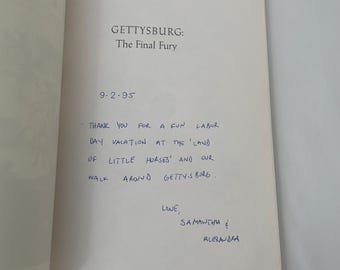 GETTYSBURG:
The Final Fury
9-2-95
THANK YOU FOR A FUN LABOR
DAY VACATION AT THE 'LAND
OF LITTLE HORSES' AND OUR
WALK AROUND GETTYSBURG.
LOVE,
SAMANTHA &
ALEXANDRA